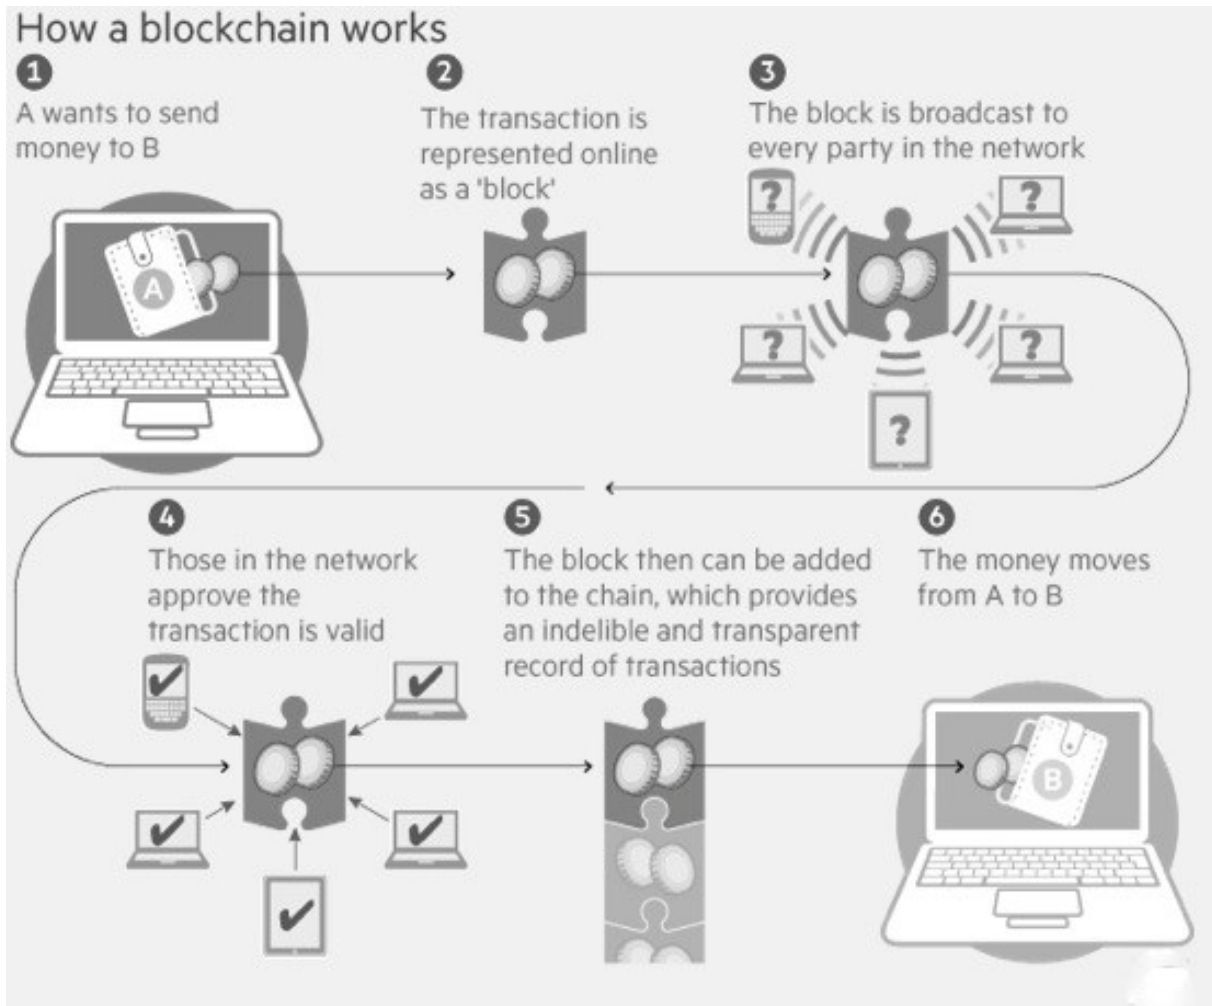 How a blockchain works
1
A wants to send
money to B
2
The transaction is
represented online
as a 'block'
3
The block is broadcast to
every party in the network
A
?
?
?
?
?
4
Those in the network
approve the
transaction is valid
5
The block then can be added
to the chain, which provides
an indelible and transparent
record of transactions
6
The money moves
from A to B
B